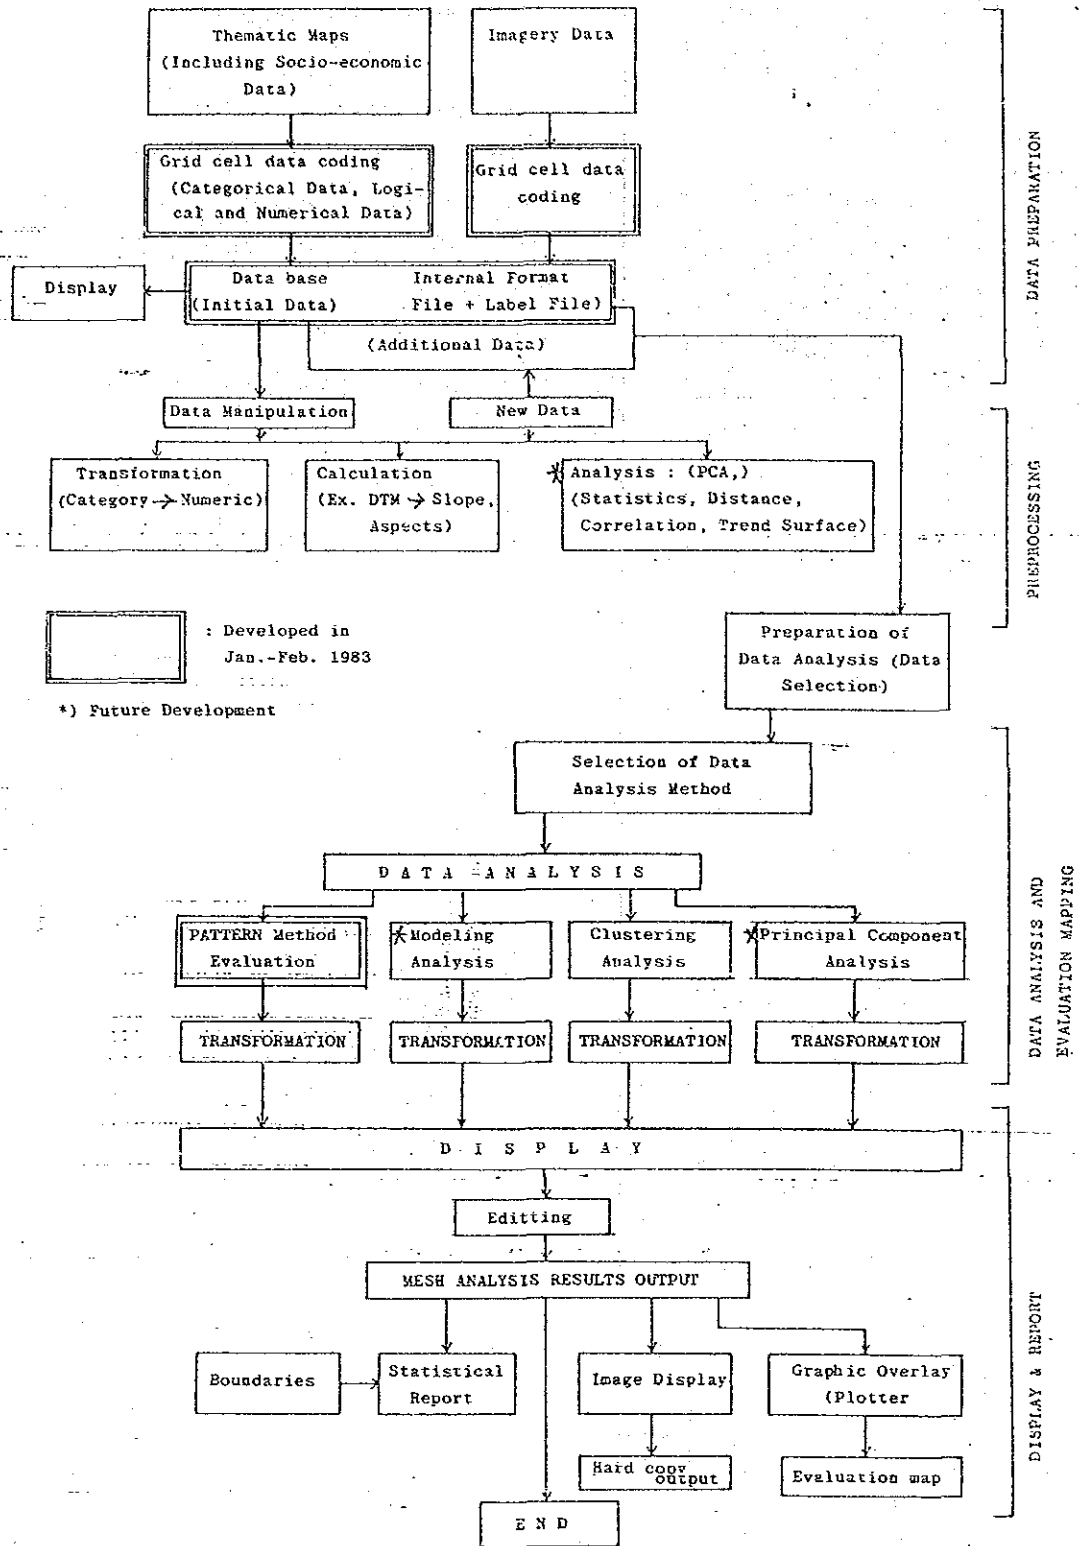 Thematic Maps
(Including Socio-economic
Data)
Imagery Data
Grid cell data coding
(Categorical Data, Logi-
cal and Numerical Data)
Grid cell data
coding
Display
Data base
(Initial Data)
Internal Format
File + Label File)
(Additional Data)
Data Manipulation
New Data
Transformation
(Category → Numeric)
Calculation
(Ex. DTM → Slope,
Aspects)
* Analysis : (PCA,)
(Statistics, Distance,
Correlation, Trend Surface)
DATA PREPARATION
PREPROCESSING
: Developed in
Jan.-Feb. 1983
*) Future Development
Preparation of
Data Analysis (Data
Selection)
Selection of Data
Analysis Method
DATA ANALYSIS
PATTERN Method
Evaluation
* Modeling
Analysis
Clustering
Analysis
* Principal Component
Analysis
TRANSFORMATION
TRANSFORMATION
TRANSFORMATION
TRANSFORMATION
DATA ANALYSIS AND
EVALUATION MAPPING
DISPLAY
Editting
MESH ANALYSIS RESULTS OUTPUT
Boundaries
Statistical
Report
Image Display
Graphic Overlay
(Plotter
Hard copy
output
Evaluation map
END
DISPLAY & REPORT